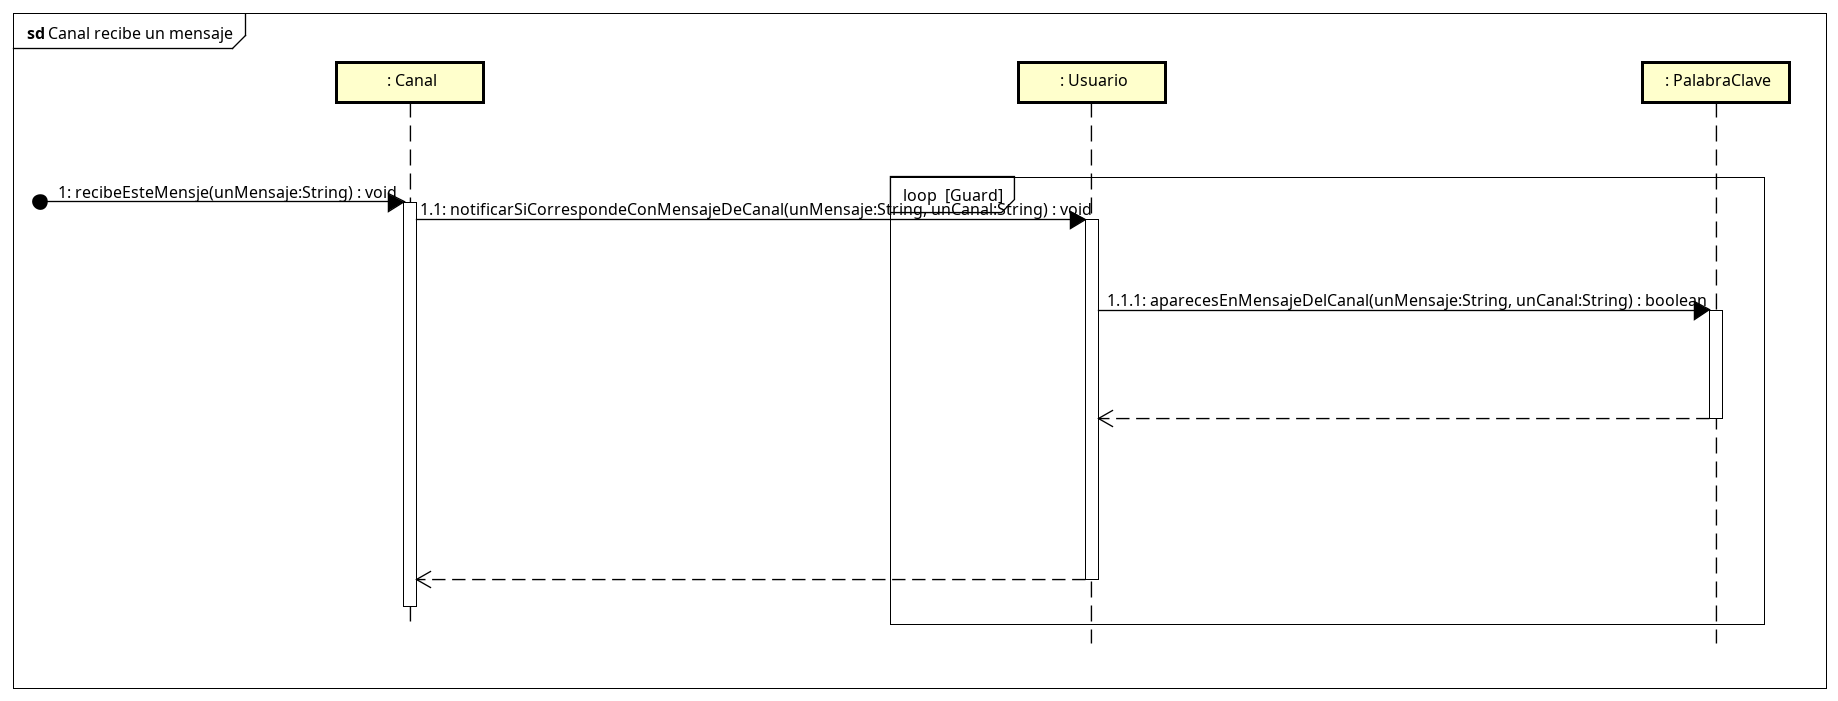 sd Canal recibe un mensaje
: Canal
: Usuario
: PalabraClave
1: recibeEsteMensje(unMensaje:String) : void
loop [Guard]
1.1: notificarSiCorrespondeConMensajeDeCanal(unMensaje:String, unCanal:String) : void
1.1.1: aparecesEnMensajeDelCanal(unMensaje:String, unCanal:String) : boolean